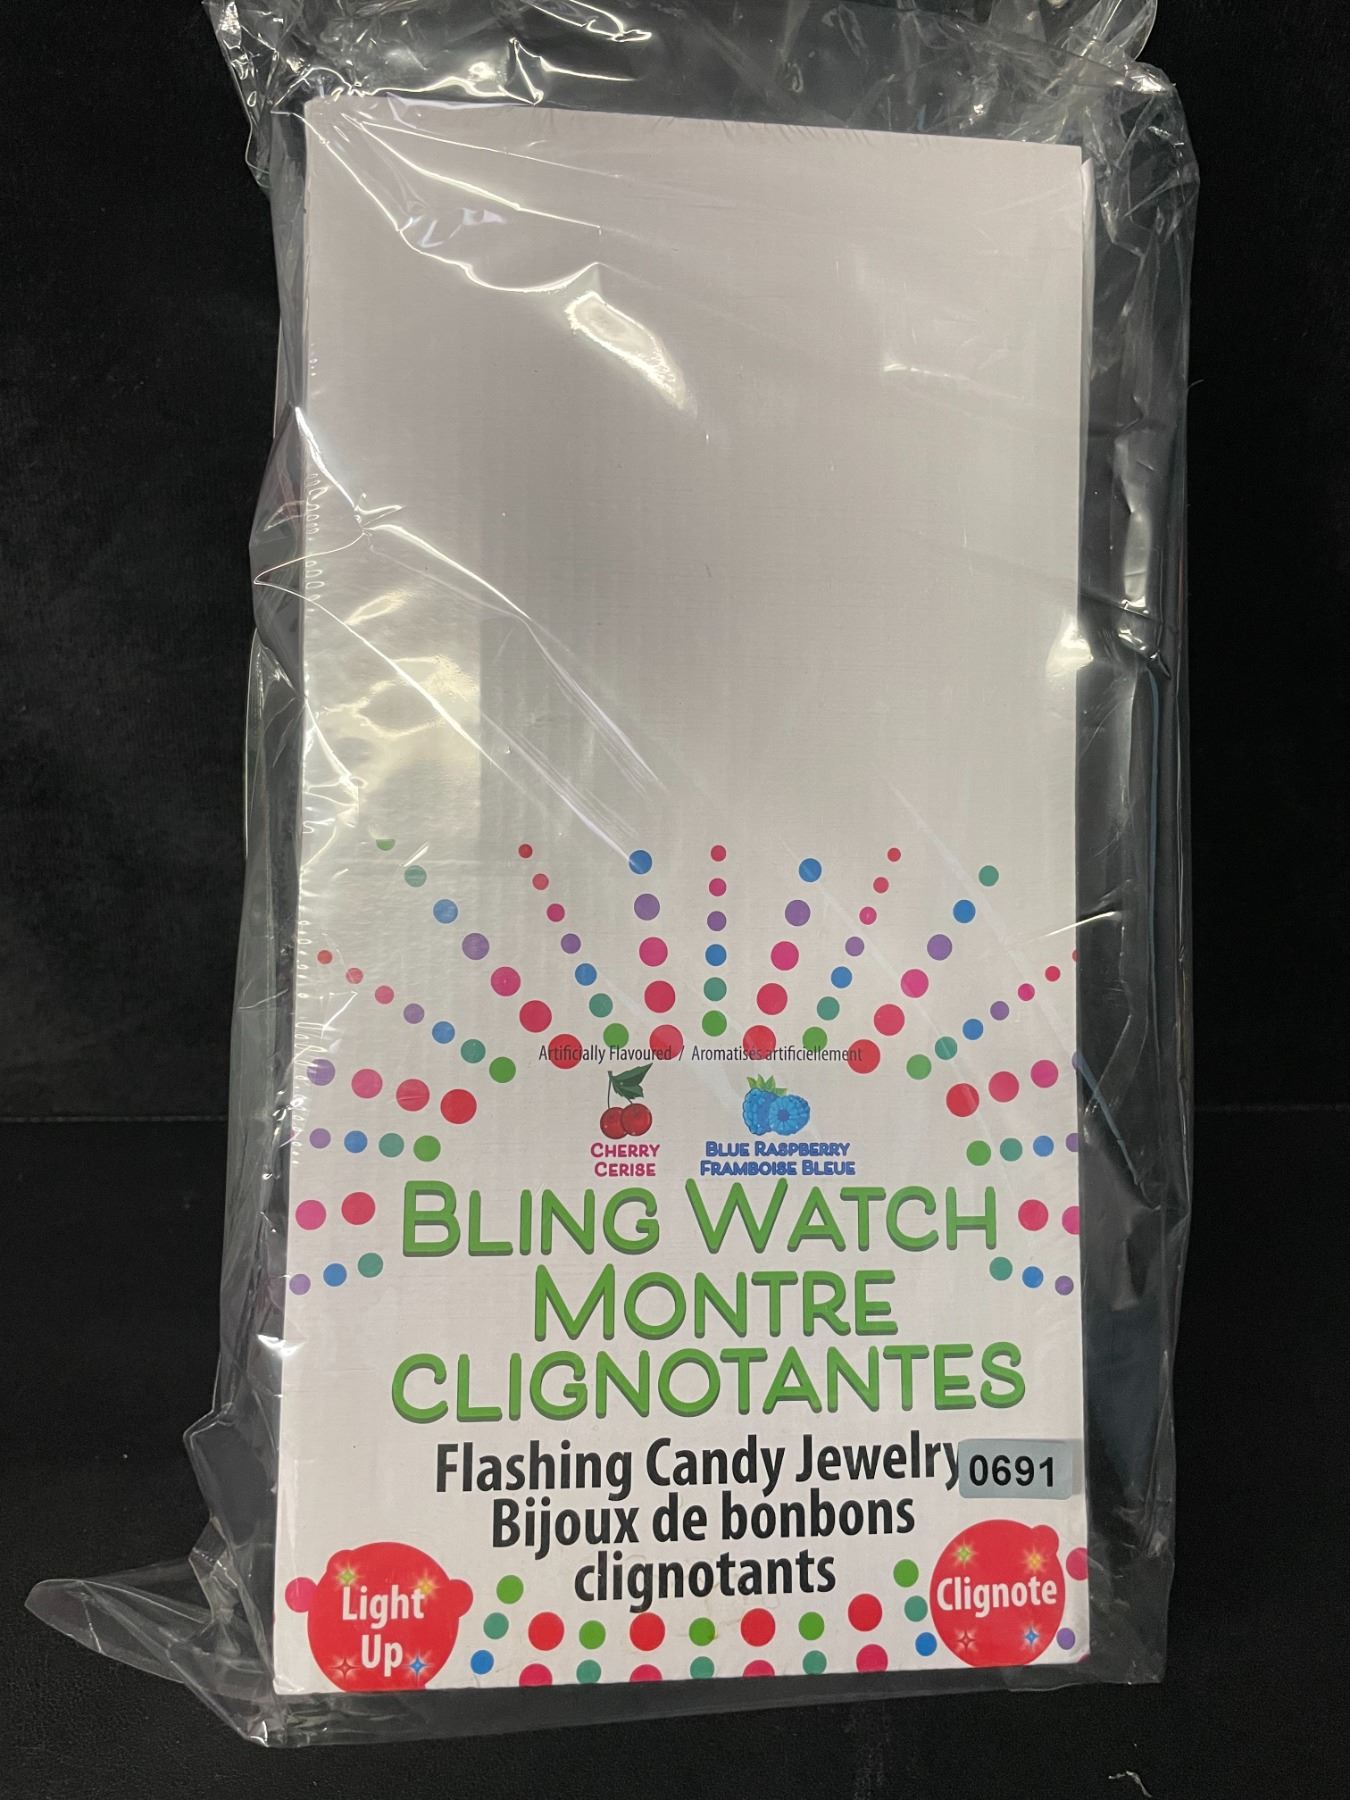 Artificially Flavoured / Aromatisés artificiellement
CHERRY
CERISE
BLUE RASPBERRY
FRAMBOISE BLEUE
BLING WATCH
MONTRE
CLIGNOTANTES
Flashing Candy Jewelry
0691
Bijoux de bonbons
clignotants
Light
Up
Clignote